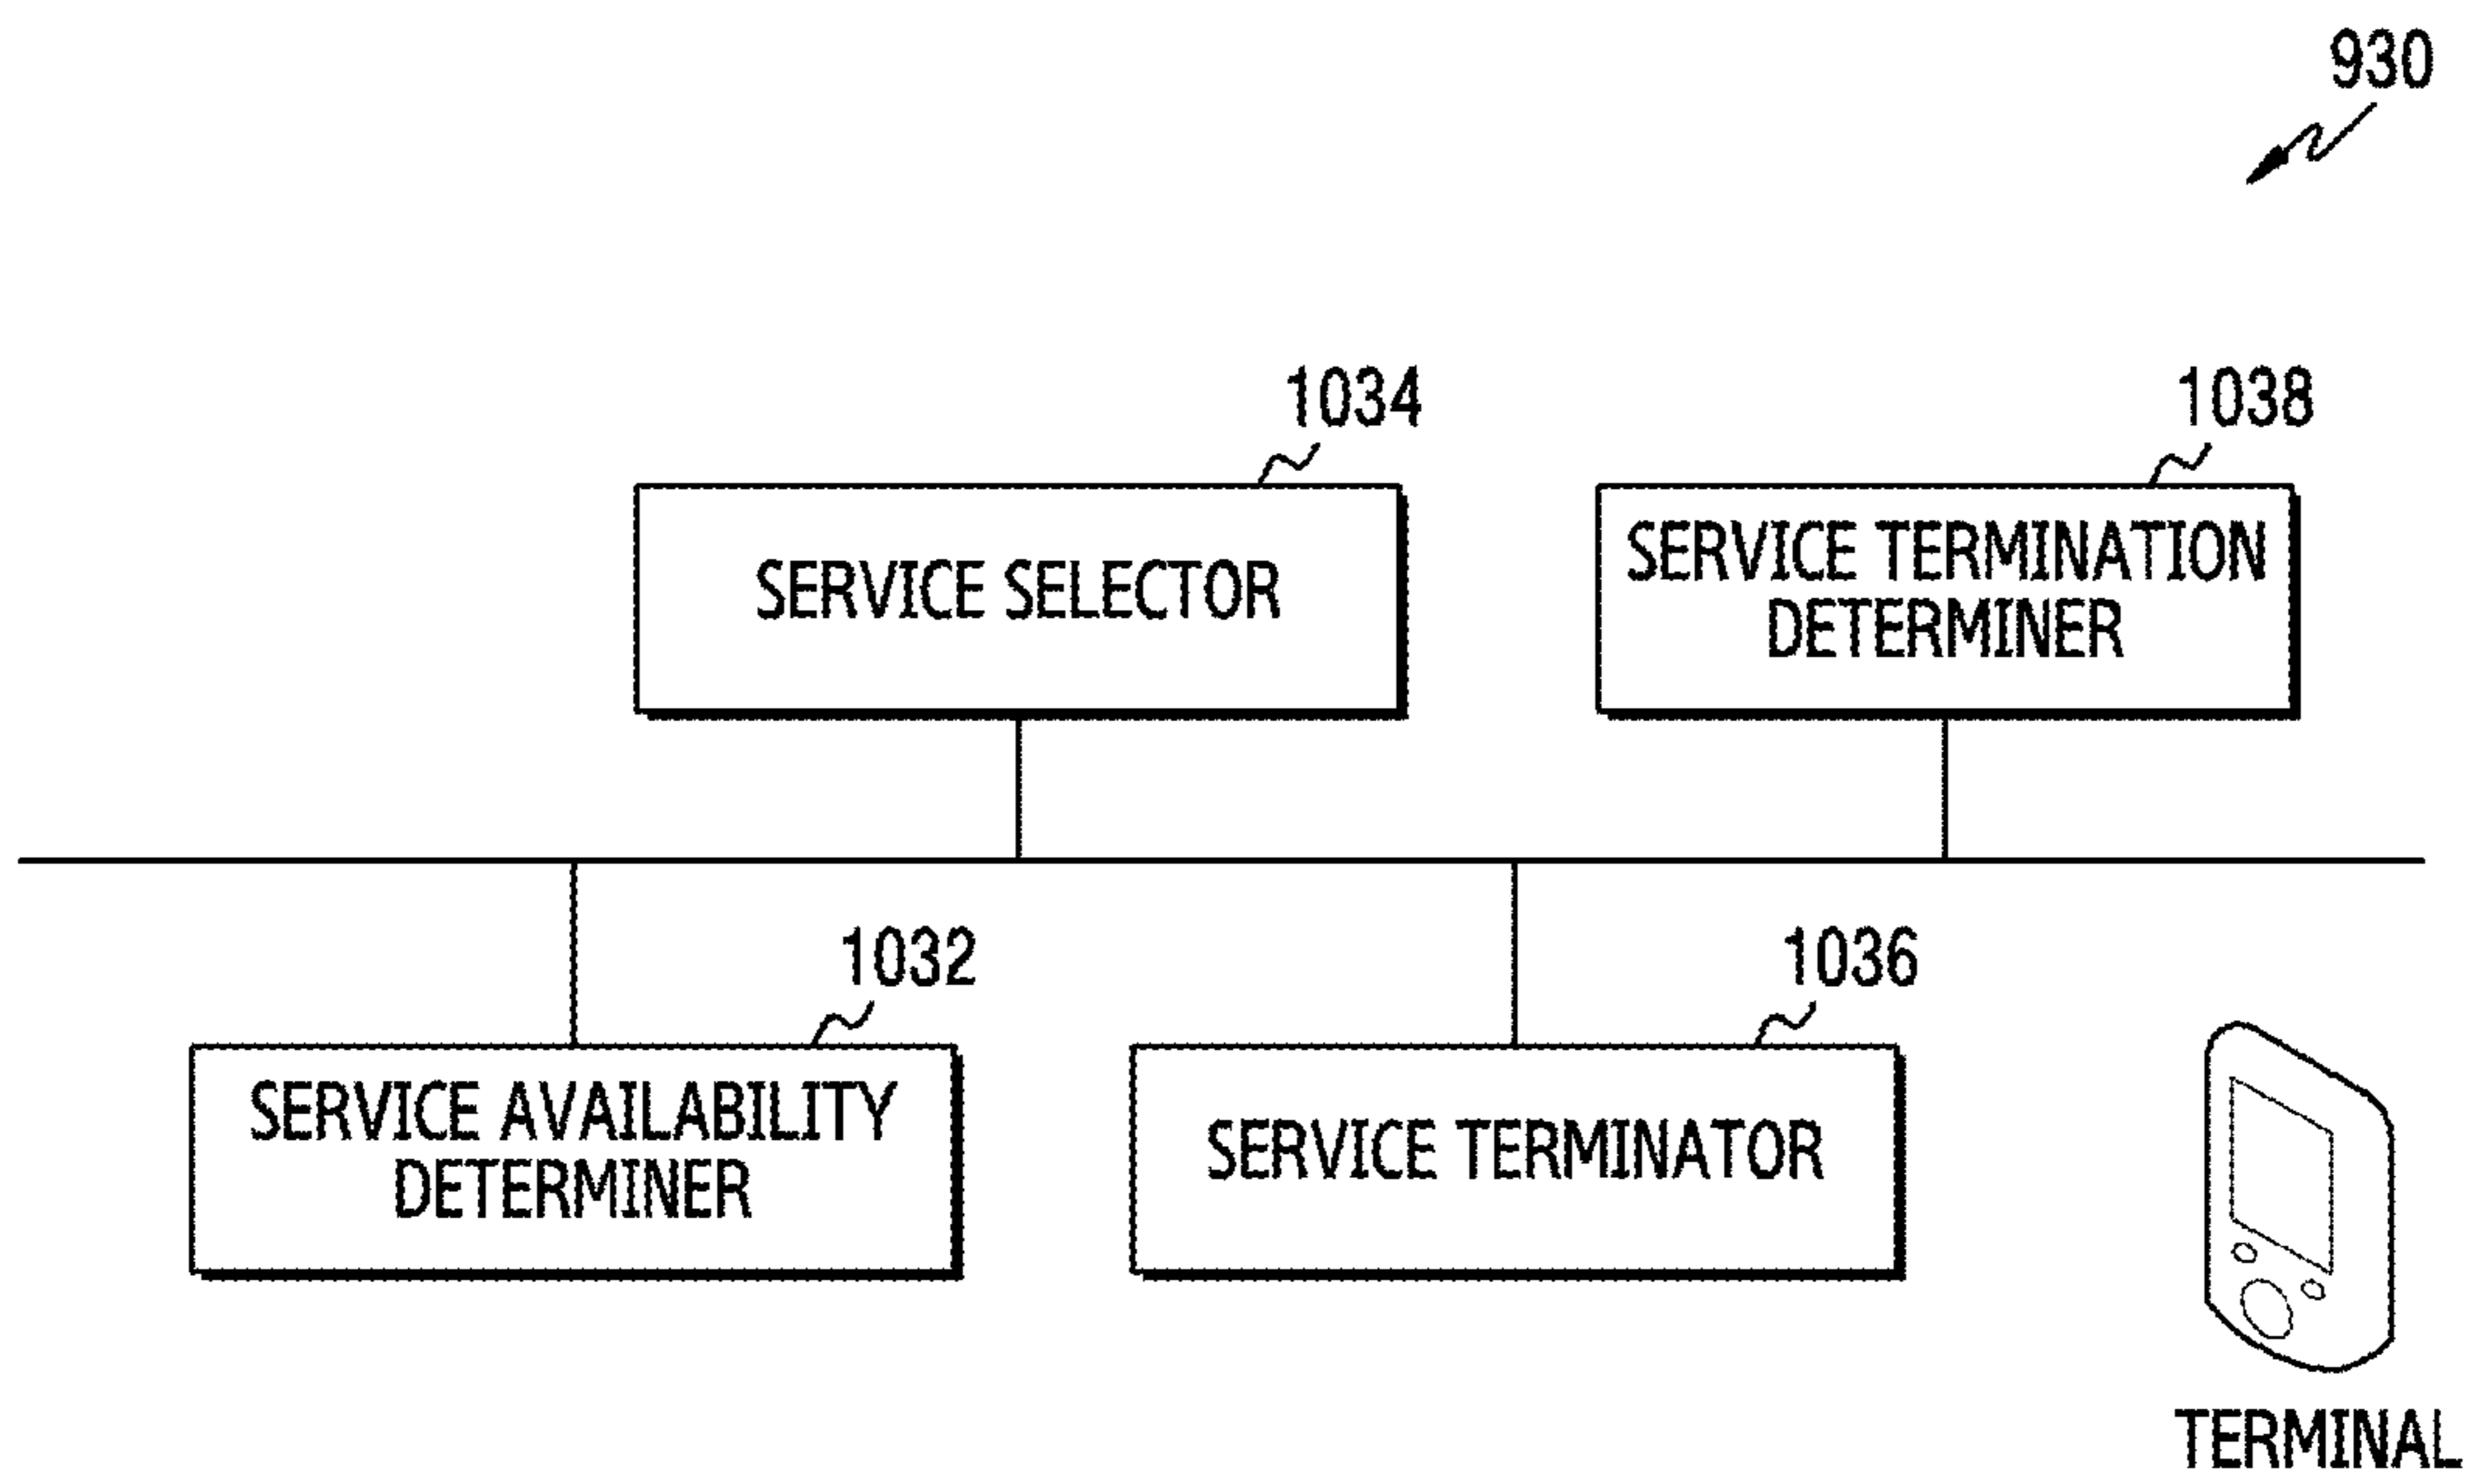 930
1034
1038
SERVICE SELECTOR
SERVICE TERMINATION
DETERMINER
1032
1036
SERVICE AVAILABILITY
DETERMINER
SERVICE TERMINATOR
TERMINAL